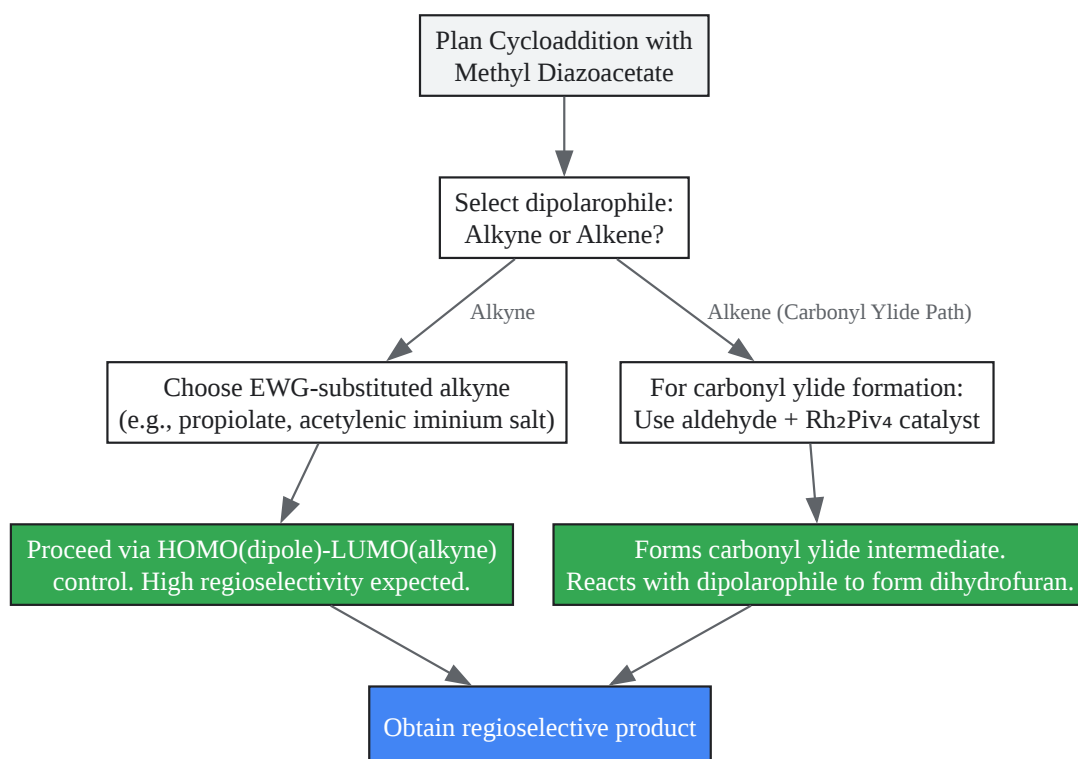 Plan Cycloaddition with
Methyl Diazoacetate
Select dipolarophile:
Alkyne or Alkene?
Alkyne
Alkene (Carbonyl Ylide Path)
Choose EWG-substituted alkyne
(e.g., propiolate, acetylenic iminium salt)
For carbonyl ylide formation:
Use aldehyde + Rh₂Piv₄ catalyst
Proceed via HOMO(dipole)-LUMO(alkyne)
control. High regioselectivity expected.
Forms carbonyl ylide intermediate.
Reacts with dipolarophile to form dihydrofuran.
Obtain regioselective product